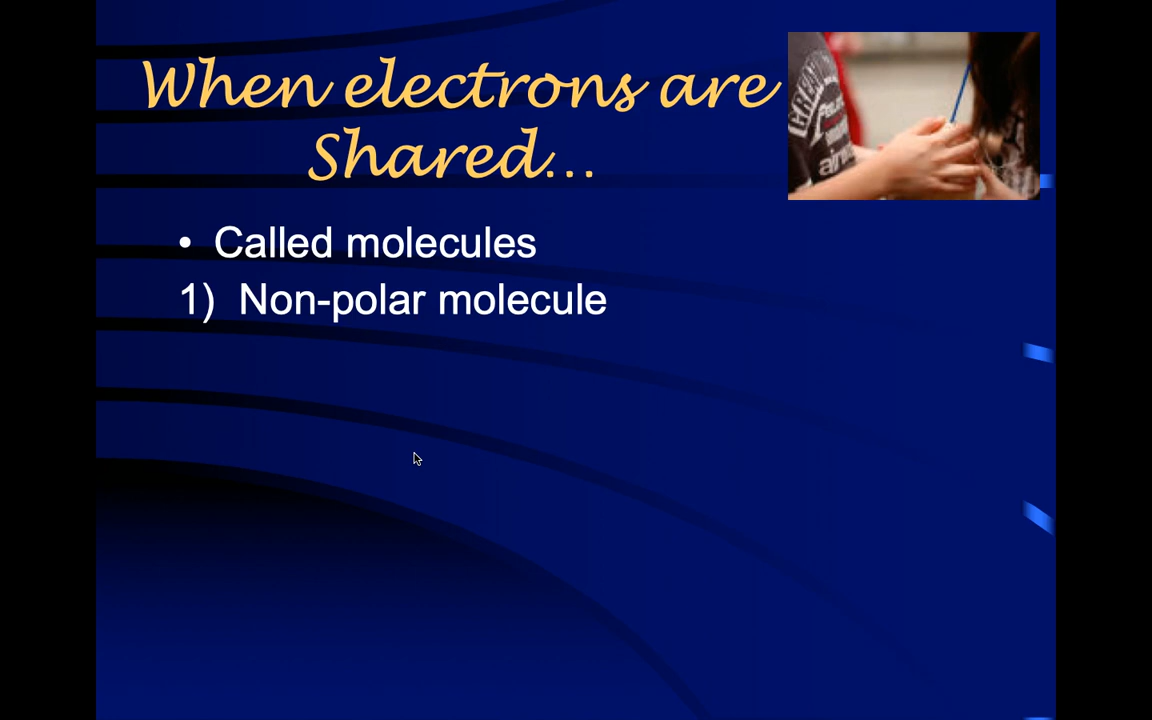 When electrons are
Shared...
• Called molecules
1) Non-polar molecule